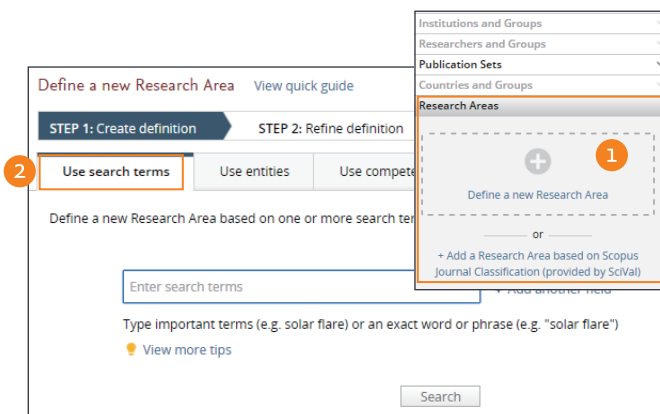 Institutions and Groups
Researchers and Groups
Publication Sets
Countries and Groups
Research Areas
1
Define a new Research Area
or
+ Add a Research Area based on Scopus
Journal Classification (provided by SciVal)
Define a new Research Area View quick guide
STEP 1: Create definition STEP 2: Refine definition
2
Use search terms Use entities Use compete
Define a new Research Area based on one or more search ter
Enter search terms
+ Add another field
Type important terms (e.g. solar flare) or an exact word or phrase (e.g. "solar flare")
View more tips
Search